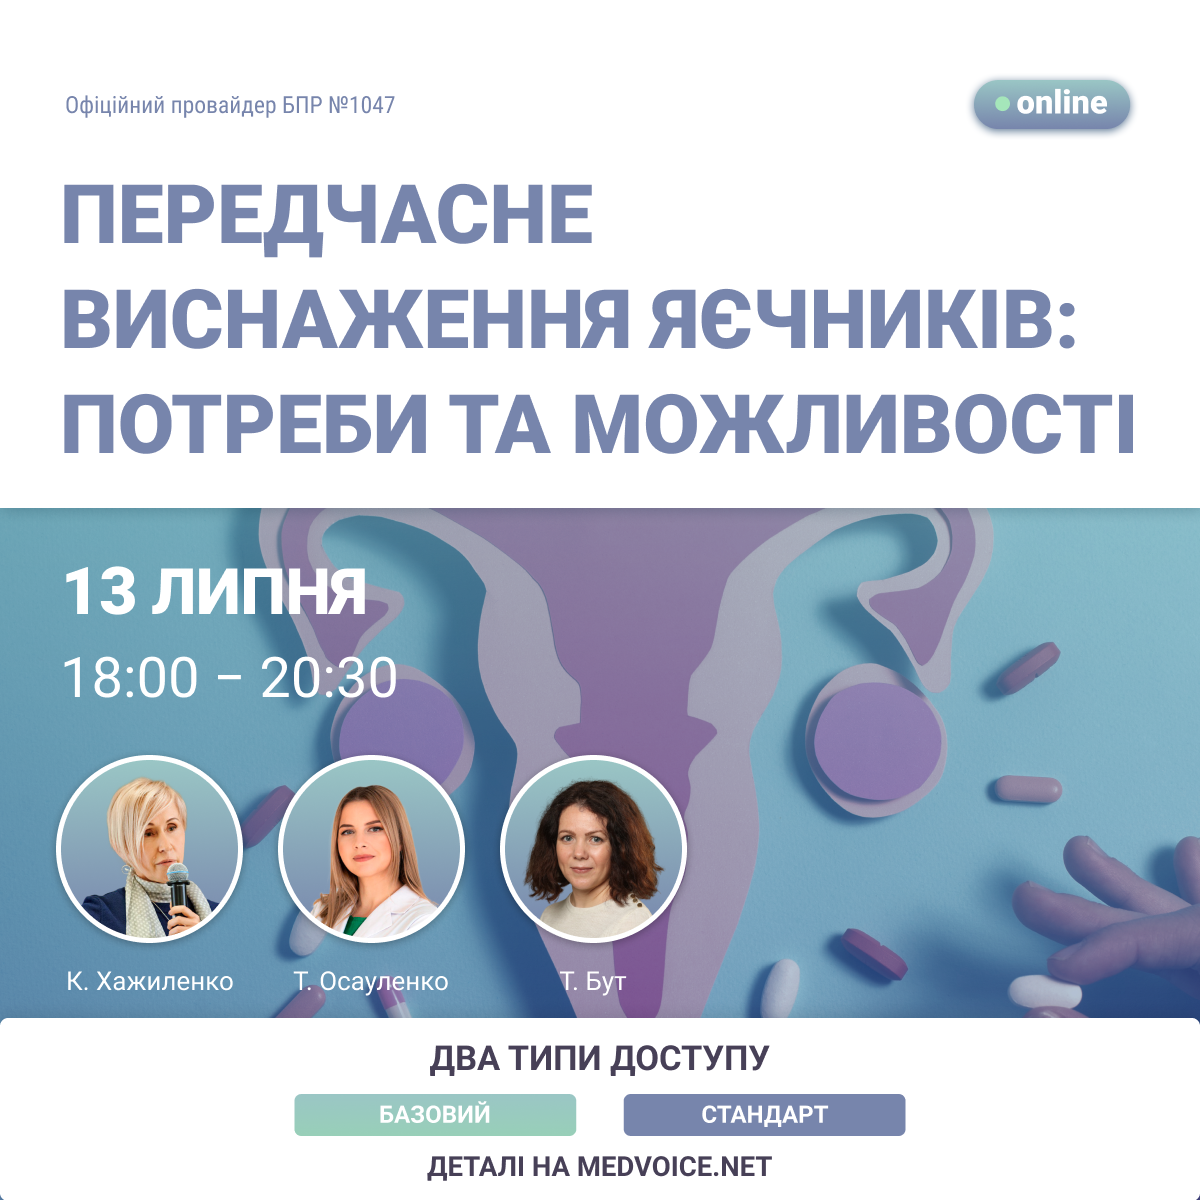 Офіційний провайдер БПР №1047
online
ПЕРЕДЧАСНЕ
ВИСНАЖЕННЯ ЯЄЧНИКІВ:
ПОТРЕБИ ТА МОЖЛИВОСТІ
13 ЛИПНЯ
18:00 – 20:30
К. Хажиленко
Т. Осауленко
Т. Бут
ДВА ТИПИ ДОСТУПУ
БАЗОВИЙ
СТАНДАРТ
ДЕТАЛІ НА MEDVOICE.NET